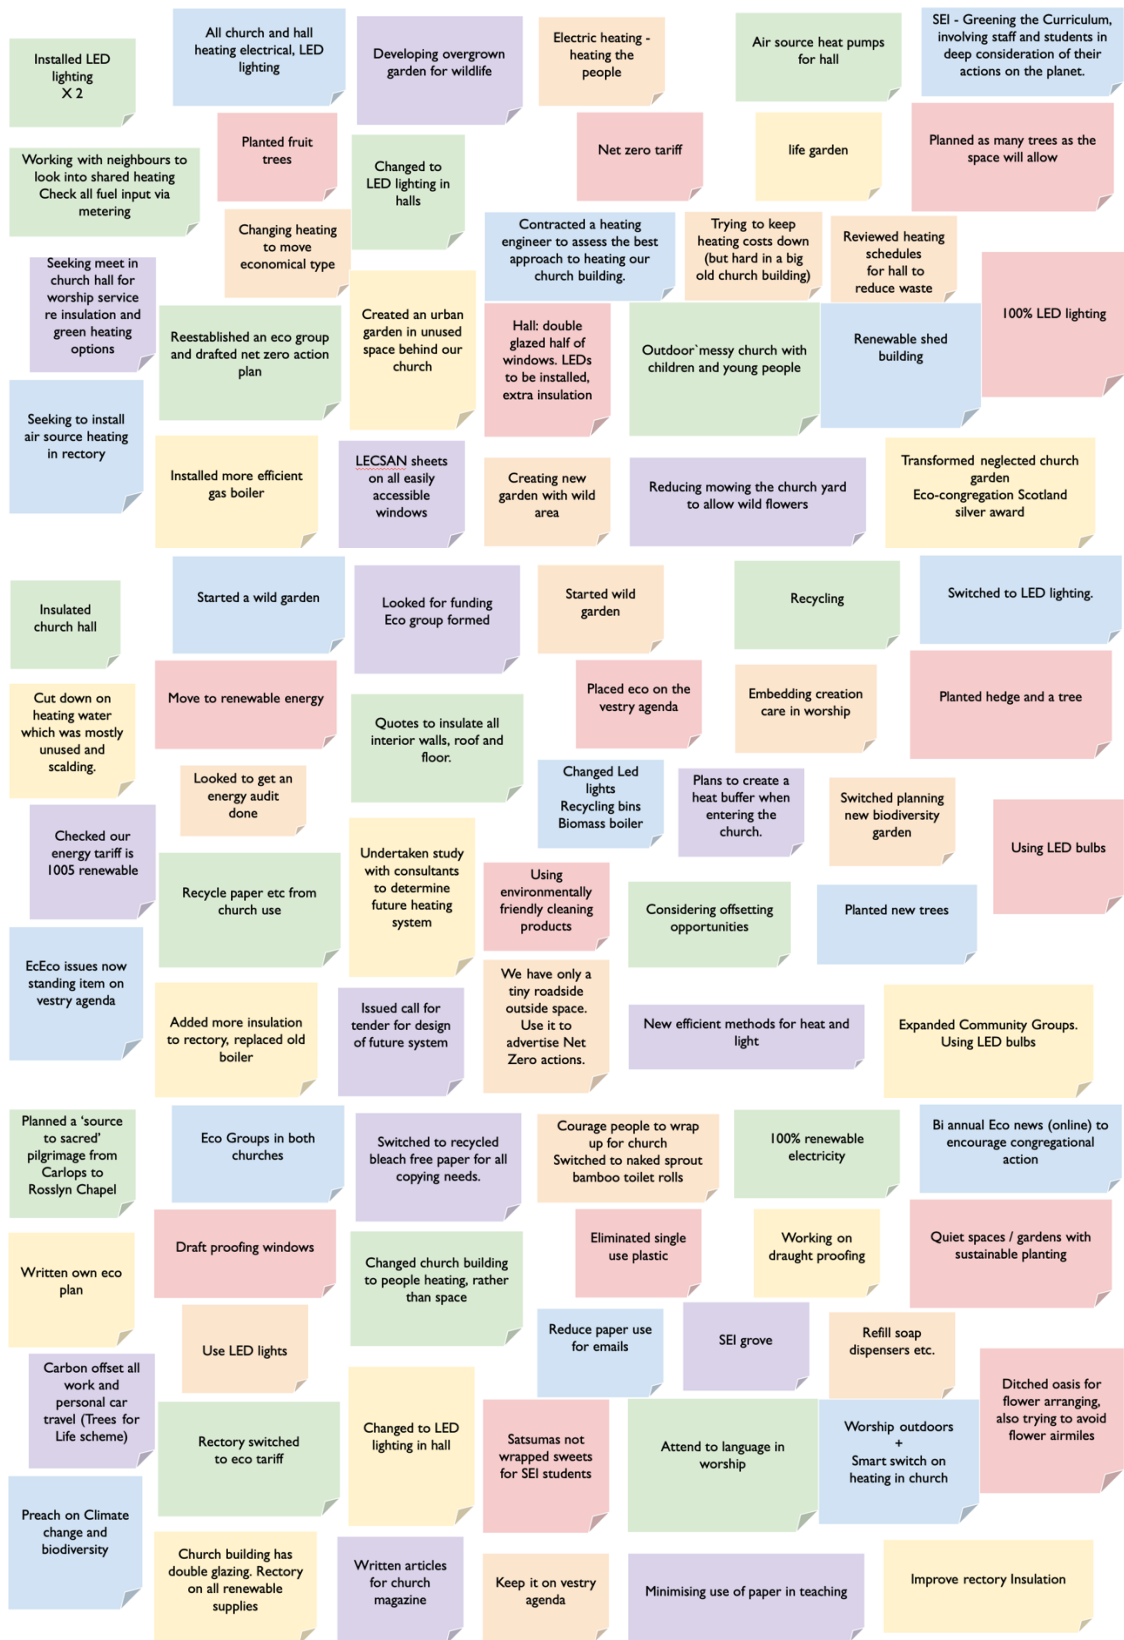 Installed LED
lighting
X 2
All church and hall
heating electrical, LED
lighting
Developing overgrown
garden for wildlife
Electric heating -
heating the
people
Air source heat pumps
for hall
SEI - Greening the Curriculum,
involving staff and students in
deep consideration of their
actions on the planet.
Working with neighbours to
look into shared heating
Check all fuel input via
metering
Planted fruit
trees
Changed to
LED lighting in
halls
Net zero tariff
life garden
Planned as many trees as the
space will allow
Changing heating
to move
economical type
Contracted a heating
engineer to assess the best
approach to heating our
church building.
Trying to keep
heating costs down
(but hard in a big
old church building)
Reviewed heating
schedules
for hall to
reduce waste
Seeking meet in
church hall for
worship service
re insulation and
green heating
options
Reestablished an eco group
and drafted net zero action
plan
Created an urban
garden in unused
space behind our
church
Hall: double
glazed half of
windows. LEDs
to be installed,
extra insulation
Outdoor`messy church with
children and young people
Renewable shed
building
100% LED lighting
Seeking to install
air source heating
in rectory
Installed more efficient
gas boiler
LECSAN sheets
on all easily
accessible
windows
Creating new
garden with wild
area
Reducing mowing the church yard
to allow wild flowers
Transformed neglected church
garden
Eco-congregation Scotland
silver award
Insulated
church hall
Started a wild garden
Looked for funding
Eco group formed
Started wild
garden
Recycling
Switched to LED lighting.
Cut down on
heating water
which was mostly
unused and
scalding.
Move to renewable energy
Quotes to insulate all
interior walls, roof and
floor.
Placed eco on the
vestry agenda
Embedding creation
care in worship
Planted hedge and a tree
Looked to get an
energy audit
done
Changed Led
lights
Recycling bins
Biomass boiler
Plans to create a
heat buffer when
entering the
church.
Switched planning
new biodiversity
garden
Using LED bulbs
Checked our
energy tariff is
1005 renewable
Recycle paper etc from
church use
Undertaken study
with consultants
to determine
future heating
system
Using
environmentally
friendly cleaning
products
Considering offsetting
opportunities
Planted new trees
EcEco issues now
standing item on
vestry agenda
Added more insulation
to rectory, replaced old
boiler
Issued call for
tender for design
of future system
We have only a
tiny roadside
outside space.
Use it to
advertise Net
Zero actions.
New efficient methods for heat and
light
Expanded Community Groups.
Using LED bulbs
Planned a ‘source
to sacred’
pilgrimage from
Carlops to
Rosslyn Chapel
Eco Groups in both
churches
Switched to recycled
bleach free paper for all
copying needs.
Courage people to wrap
up for church
Switched to naked sprout
bamboo toilet rolls
100% renewable
electricity
Bi annual Eco news (online) to
encourage congregational
action
Written own eco
plan
Draft proofing windows
Changed church building
to people heating, rather
than space
Eliminated single
use plastic
Working on
draught proofing
Quiet spaces / gardens with
sustainable planting
Use LED lights
Reduce paper use
for emails
SEI grove
Refill soap
dispensers etc.
Carbon offset all
work and
personal car
travel (Trees for
Life scheme)
Rectory switched
to eco tariff
Changed to LED
lighting in hall
Satsumas not
wrapped sweets
for SEI students
Attend to language in
worship
Worship outdoors
+
Smart switch on
heating in church
Ditched oasis for
flower arranging,
also trying to avoid
flower airmiles
Preach on Climate
change and
biodiversity
Church building has
double glazing. Rectory
on all renewable
supplies
Written articles
for church
magazine
Keep it on vestry
agenda
Minimising use of paper in teaching
Improve rectory Insulation